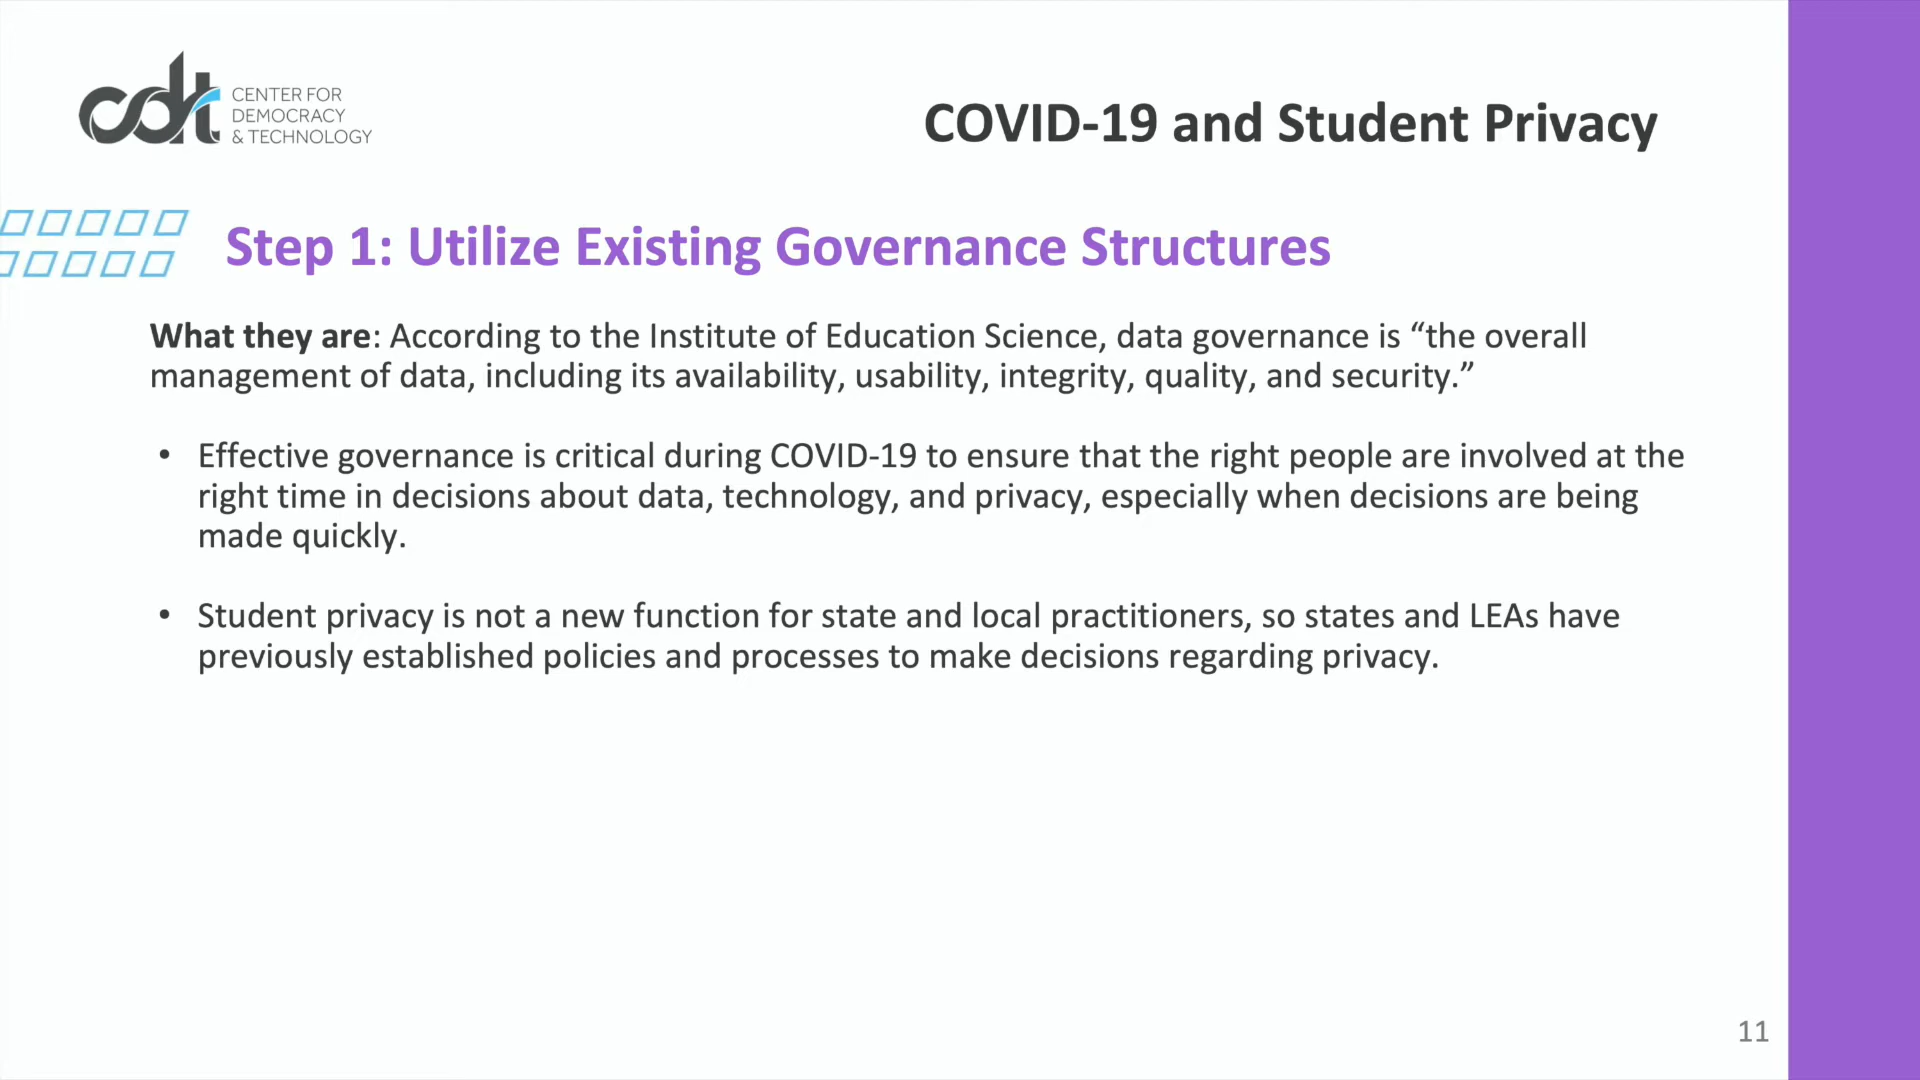 cdt
CENTER FOR
DEMOCRACY
& TECHNOLOGY
COVID-19 and Student Privacy
Step 1: Utilize Existing Governance Structures
What they are: According to the Institute of Education Science, data governance is “the overall
management of data, including its availability, usability, integrity, quality, and security.”
• Effective governance is critical during COVID-19 to ensure that the right people are involved at the
right time in decisions about data, technology, and privacy, especially when decisions are being
made quickly.
• Student privacy is not a new function for state and local practitioners, so states and LEAs have
previously established policies and processes to make decisions regarding privacy.
11